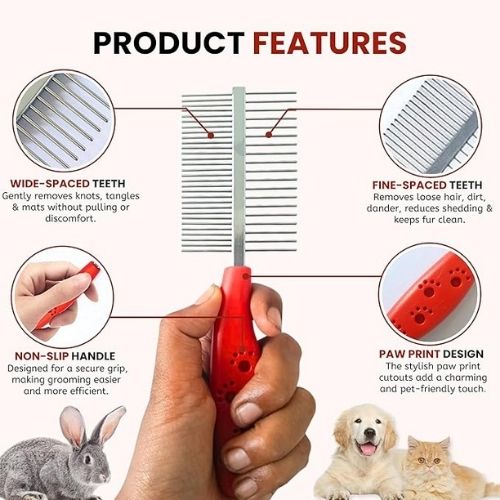 PRODUCT FEATURES
WIDE-SPACED TEETH
Gently removes knots, tangles
& mats without pulling or
discomfort.
FINE-SPACED TEETH
Removes loose hair, dirt,
dander, reduces shedding &
keeps fur clean.
NON-SLIP HANDLE
Designed for a secure grip,
making grooming easier
and more efficient.
PAW PRINT DESIGN
The stylish paw print
cutouts add a charming
and pet-friendly touch.